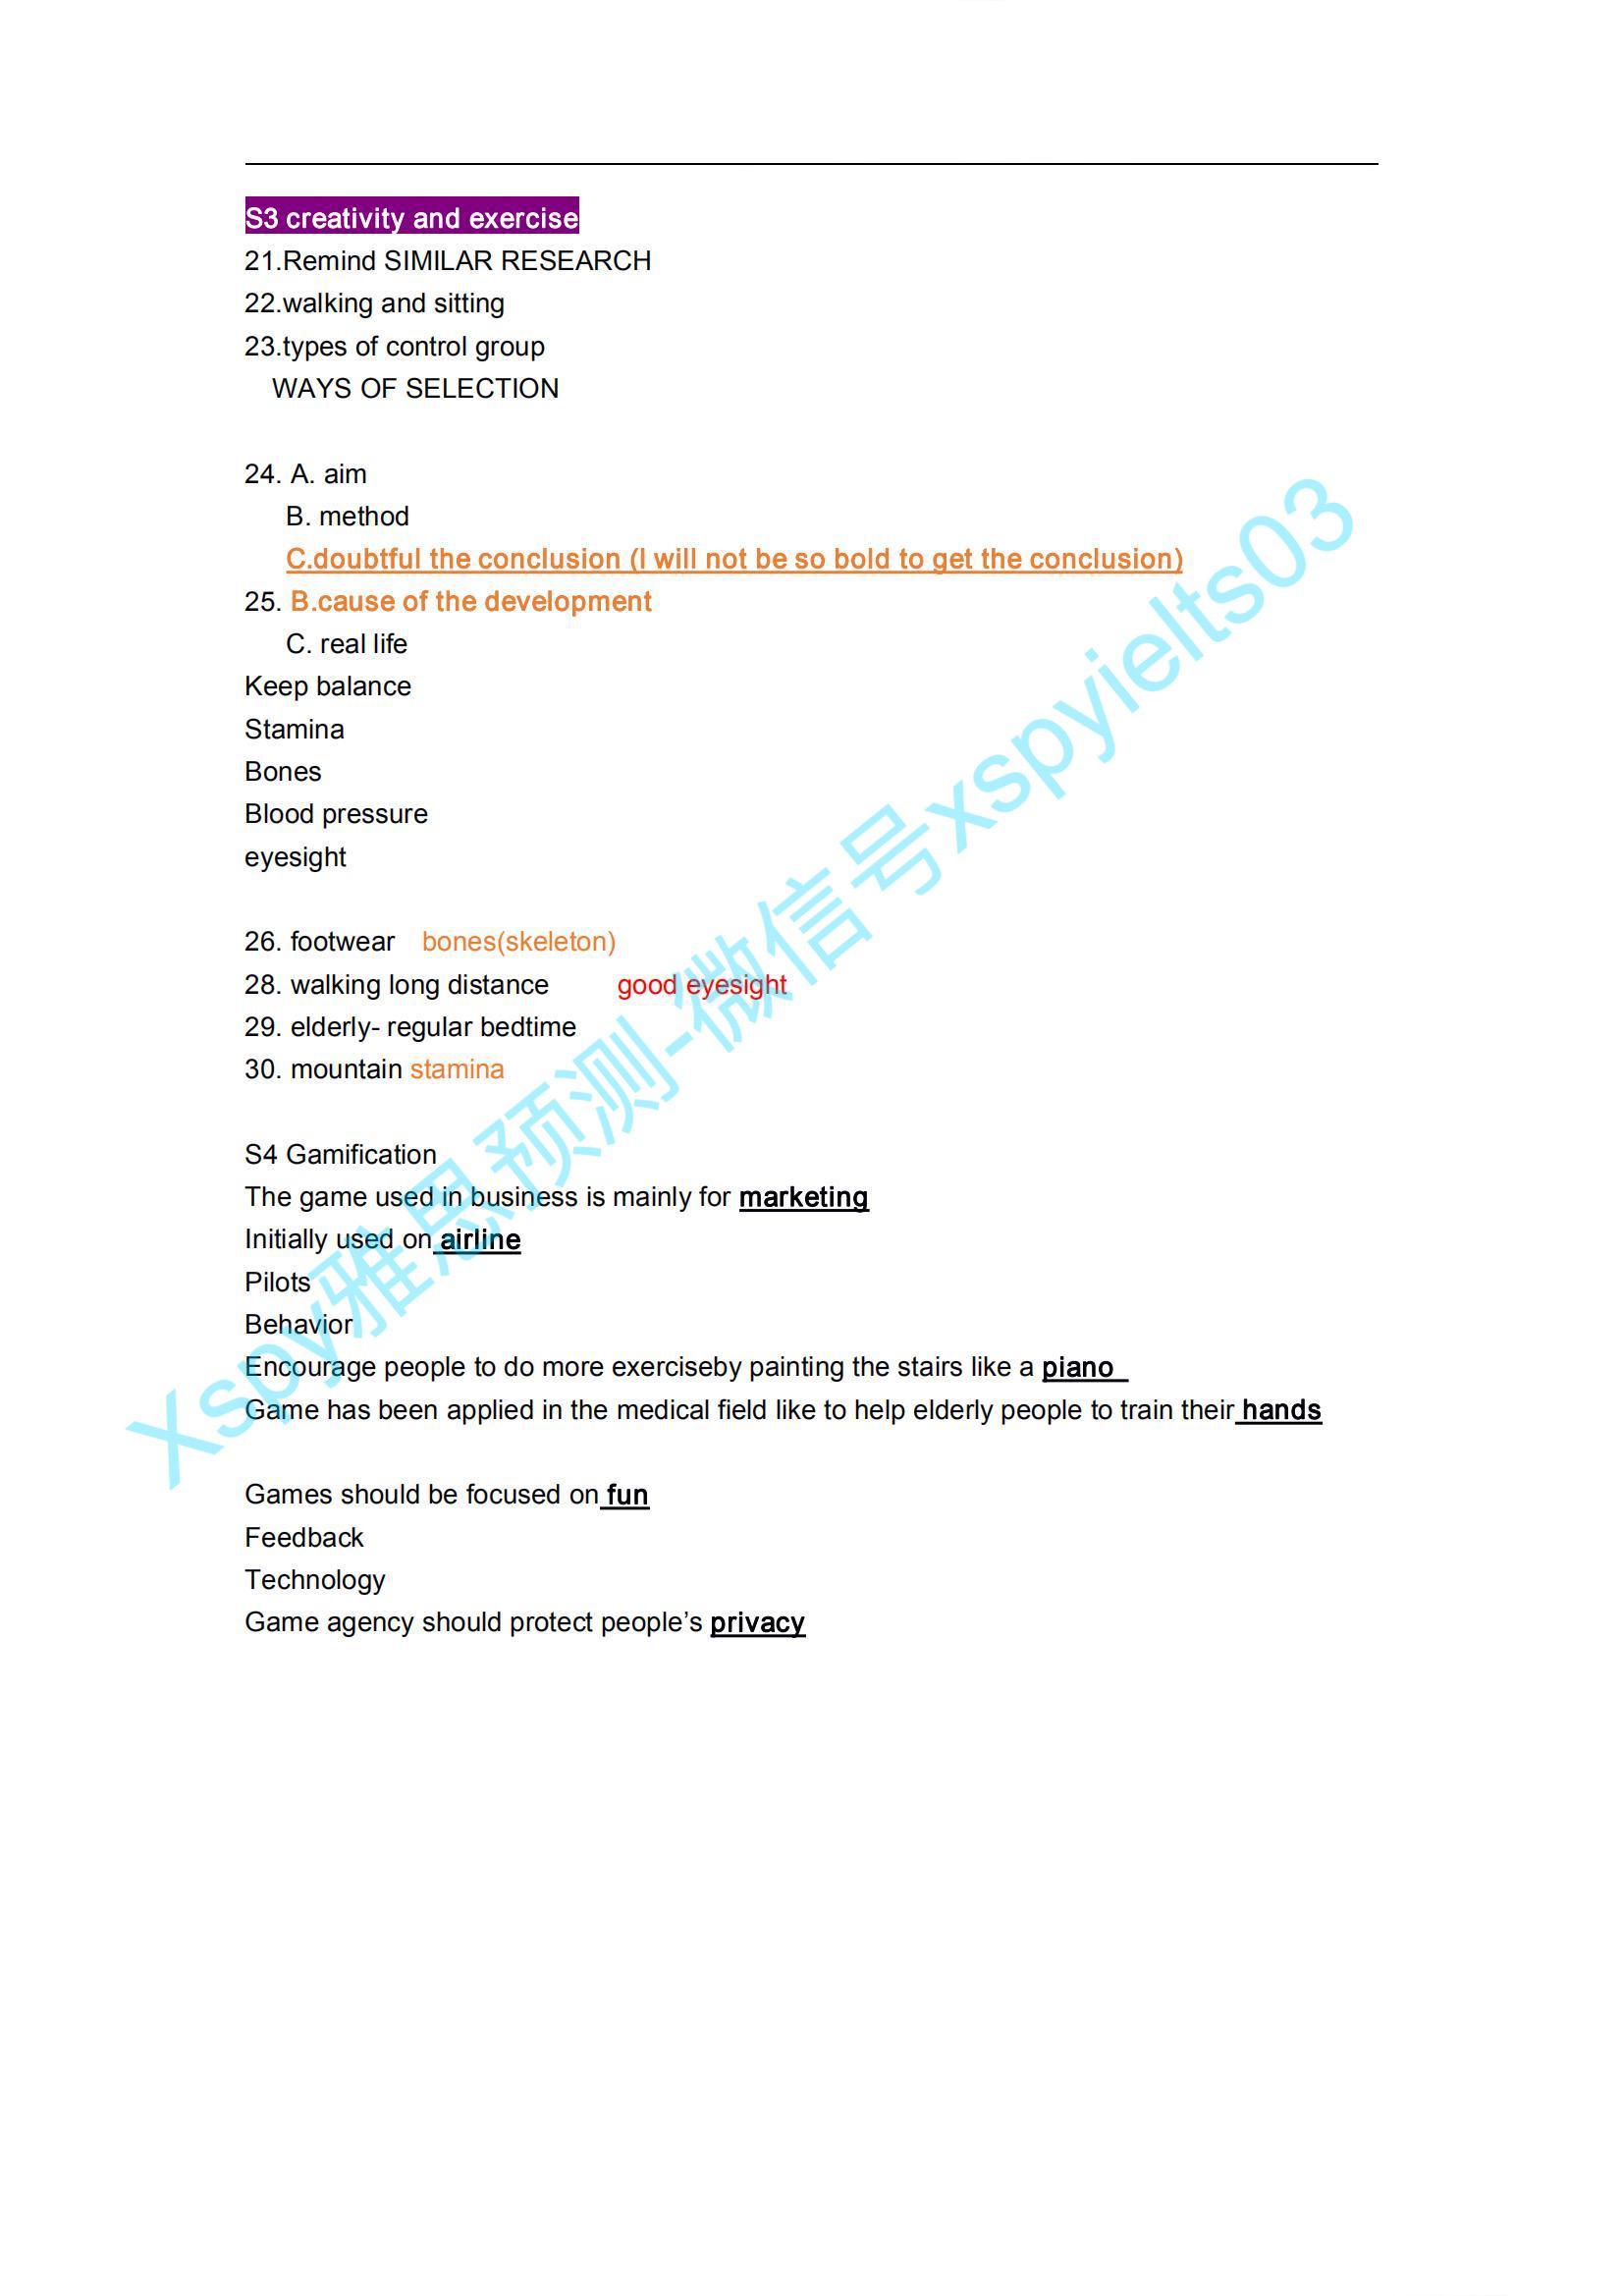 S3 creativity and exercise
21.Remind SIMILAR RESEARCH
22.walking and sitting
23.types of control group
WAYS OF SELECTION
24. A. aim
B. method
C.doubtful the conclusion (I will not be so bold to get the conclusion)
25. B.cause of the development
C. real life
Keep balance
Stamina
Bones
Blood pressure
eyesight
26. footwear bones(skeleton)
28. walking long distance good eyesight
29. elderly- regular bedtime
30. mountain stamina
S4 Gamification
The game used in business is mainly for marketing
Initially used on airline
Pilots
Behavior
Encourage people to do more exerciseby painting the stairs like a piano
Game has been applied in the medical field like to help elderly people to train their hands
Games should be focused on fun
Feedback
Technology
Game agency should protect people’s privacy
Xspy雅思预测-微信号xspyielts03